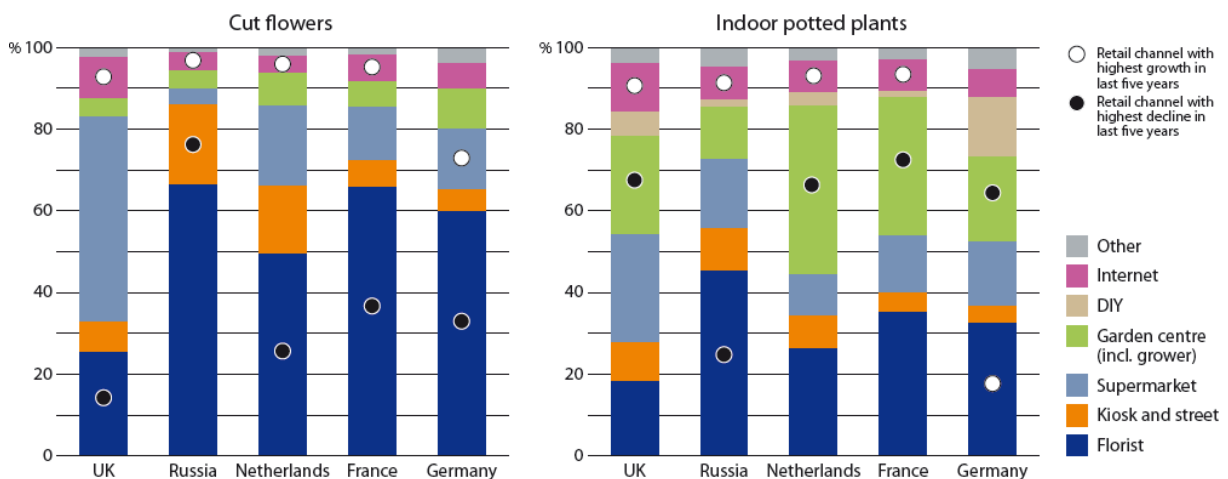 Cut flowers
% 100
80
60
40
20
0
UK
Russia
Netherlands
France
Germany
Indoor potted plants
% 100
80
60
40
20
0
UK
Russia
Netherlands
France
Germany
Retail channel with
highest growth in
last five years
Retail channel with
highest decline in
last five years
Other
Internet
DIY
Garden centre
(incl. grower)
Supermarket
Kiosk and street
Florist